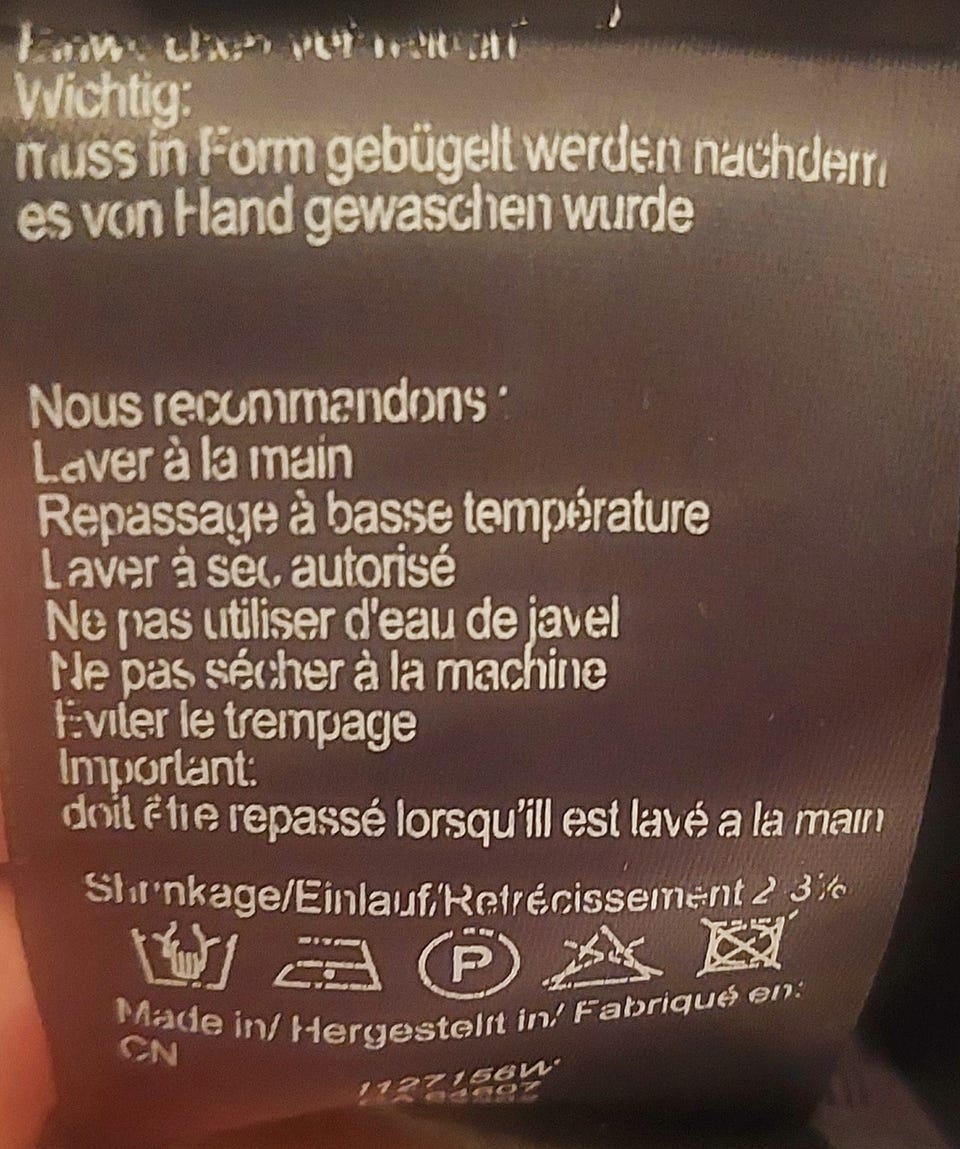 Wichtig:
muss in Form gebügelt werden nachdem
es von Hand gewaschen wurde
Nous recommandons :
Laver à la main
Repassage à basse température
Laver à sec autorisé
Ne pas utiliser d'eau de javel
Ne pas sécher à la machine
Eviter le trempage
Important:
doit être repassé lorsqu'ill est lavé a la main
Shrinkage/Einlauf/Retrécissement 2 3%
P
Made in/ Hergestellt in/ Fabriqué en:
CN
1127156W